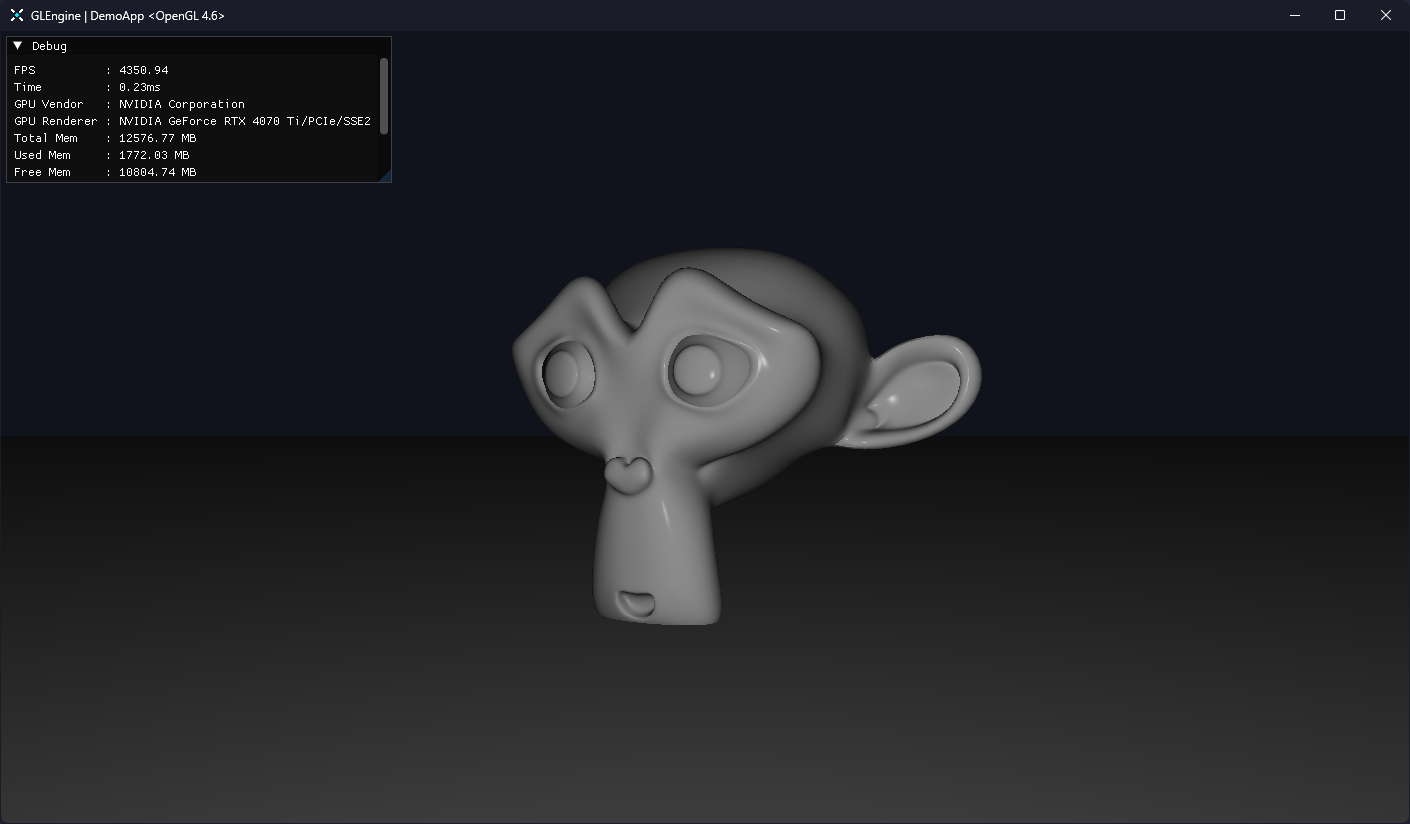 GLEngine | DemoApp <OpenGL 4.6>
Debug
FPS : 4350.94
Time : 0.23ms
GPU Vendor : NVIDIA Corporation
GPU Renderer : NVIDIA GeForce RTX 4070 Ti/PCIe/SSE2
Total Mem : 12576.77 MB
Used Mem : 1772.03 MB
Free Mem : 10804.74 MB